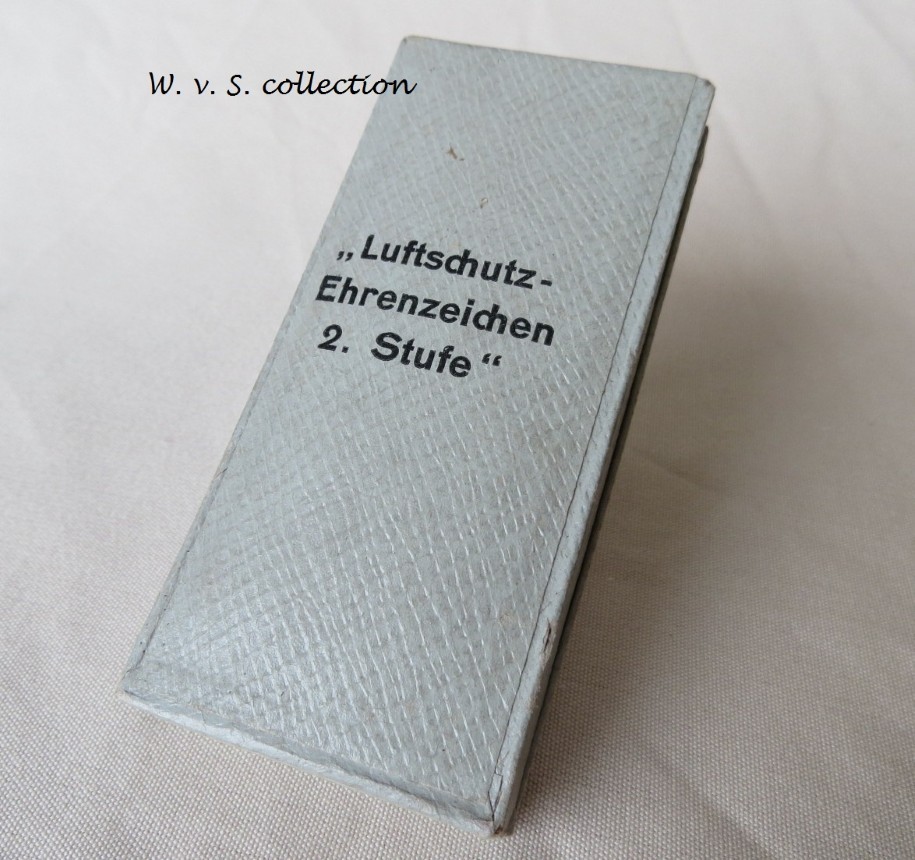 W. v. S. collection
„Luftschutz-
Ehrenzeichen
2. Stufe“